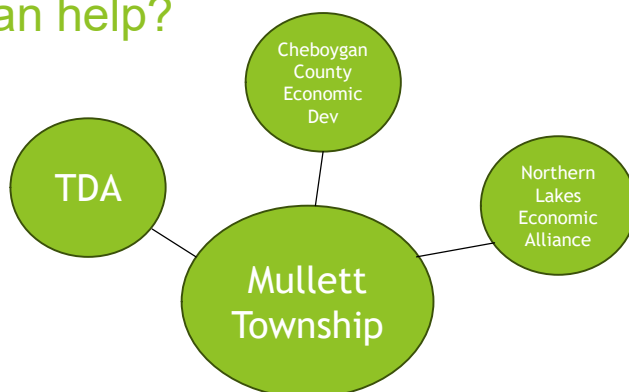 an help?
Cheboygan
County
Economic
Dev
TDA
Northern
Lakes
Economic
Alliance
Mullett
Township